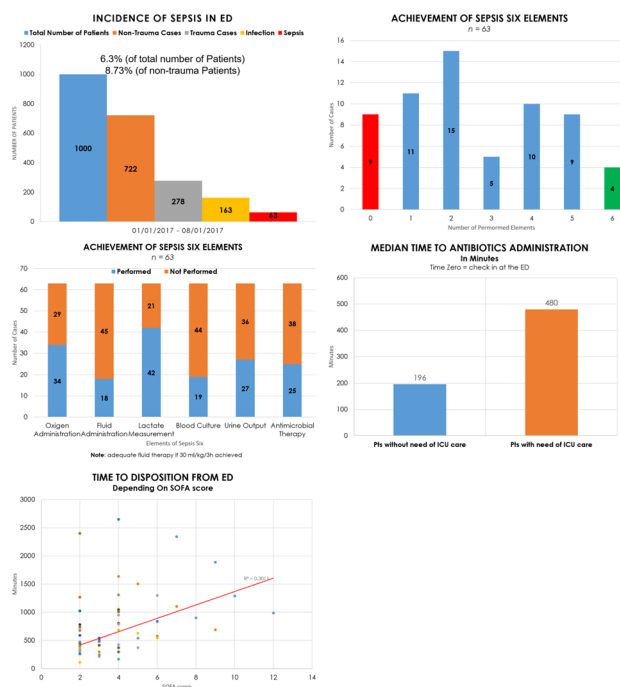 INCIDENCE OF SEPSIS IN ED
Total Number of Patients Non-Trauma Cases Trauma Cases Infection Sepsis
6.3% (of total number of Patients)
8.73% (of non-trauma Patients)
NUMBER OF PATIENTS
1200
1000
800
600
400
200
0
1000
722
278
163
63
01/01/2017 - 08/01/2017
ACHIEVEMENT OF SEPSIS SIX ELEMENTS
n = 63
Number of Cases
16
14
12
10
8
6
4
2
0
9
11
15
5
10
9
4
0 1 2 3 4 5 6
Number of Permormed Elements
ACHIEVEMENT OF SEPSIS SIX ELEMENTS
n = 63
Performed Not Performed
Number of Cases
70
60
50
40
30
20
10
0
29 45 21 44 36 38
34 18 42 19 27 25
Oxigen Fluid Lactate Blood Culture Urine Output Antimicrobial
Administration Administration Measurement Therapy
Elements of Sepsis Six
Note: adequate fluid therapy if 30 ml/kg/3h achieved
MEDIAN TIME TO ANTIBIOTICS ADMINISTRATION
In Minutes
Time Zero = check in at the ED
Minutes
600
500
400
300
200
100
0
196
480
Pts without need of ICU care Pts with need of ICU care
TIME TO DISPOSITION FROM ED
Depending On SOFA score
Minutes
3000
2500
2000
1500
1000
500
0
R² =
0 2 4 6 8 10 12 14
SOFA score